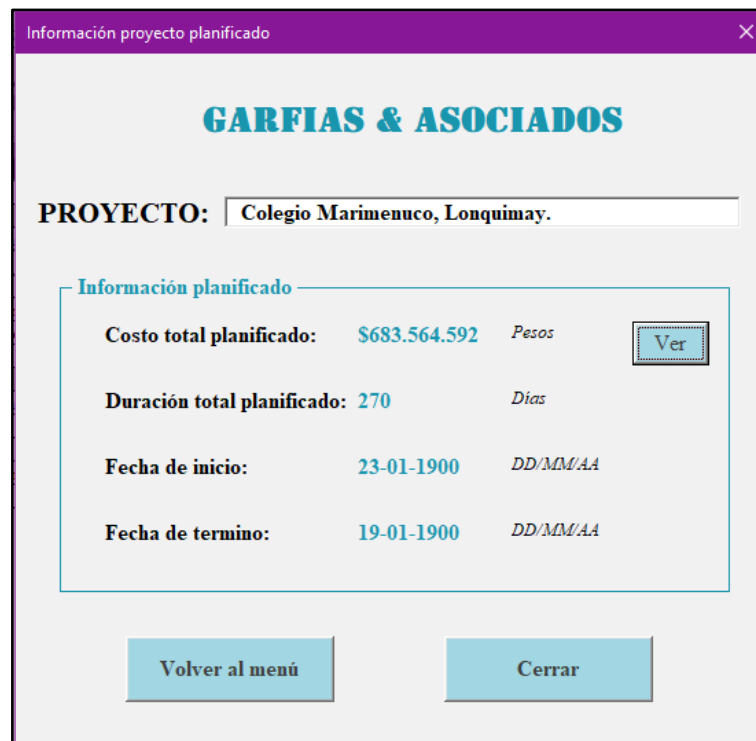 Información proyecto planificado
GARFIAS & ASOCIADOS
PROYECTO: Colegio Marimenuco, Lonquimay.
Información planificado
Costo total planificado: $683.564.592 Pesos Ver
Duración total planificado: 270 Días
Fecha de inicio: 23-01-1900 DD/MM/AA
Fecha de termino: 19-01-1900 DD/MM/AA
Volver al menú Cerrar